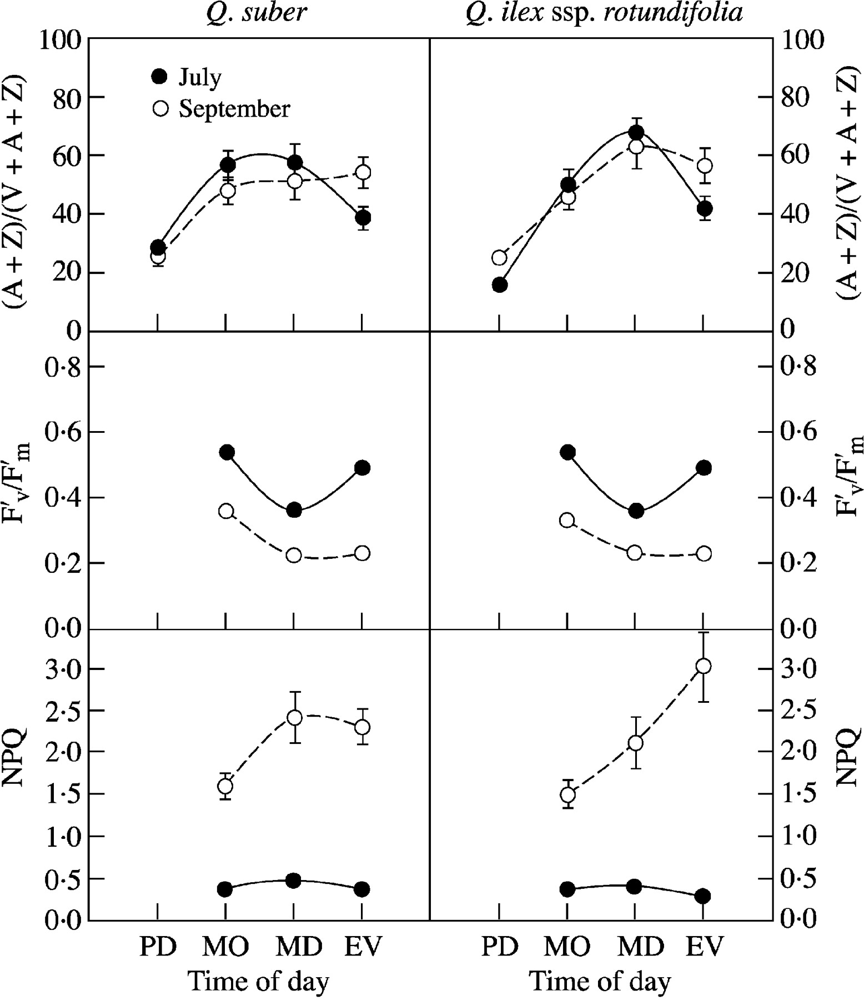 Q. suber
Q. ilex ssp. rotundifolia
100
80
60
40
20
0
(A + Z)/(V + A + Z)
July
September
100
80
60
40
20
0
(A + Z)/(V + A + Z)
0·8
0·6
0·4
0·2
0·0
F′v/F′m
0·8
0·6
0·4
0·2
0·0
F′v/F′m
3·0
2·5
2·0
1·5
1·0
0·5
0·0
NPQ
3·0
2·5
2·0
1·5
1·0
0·5
0·0
NPQ
PD MO MD EV
PD MO MD EV
Time of day
Time of day